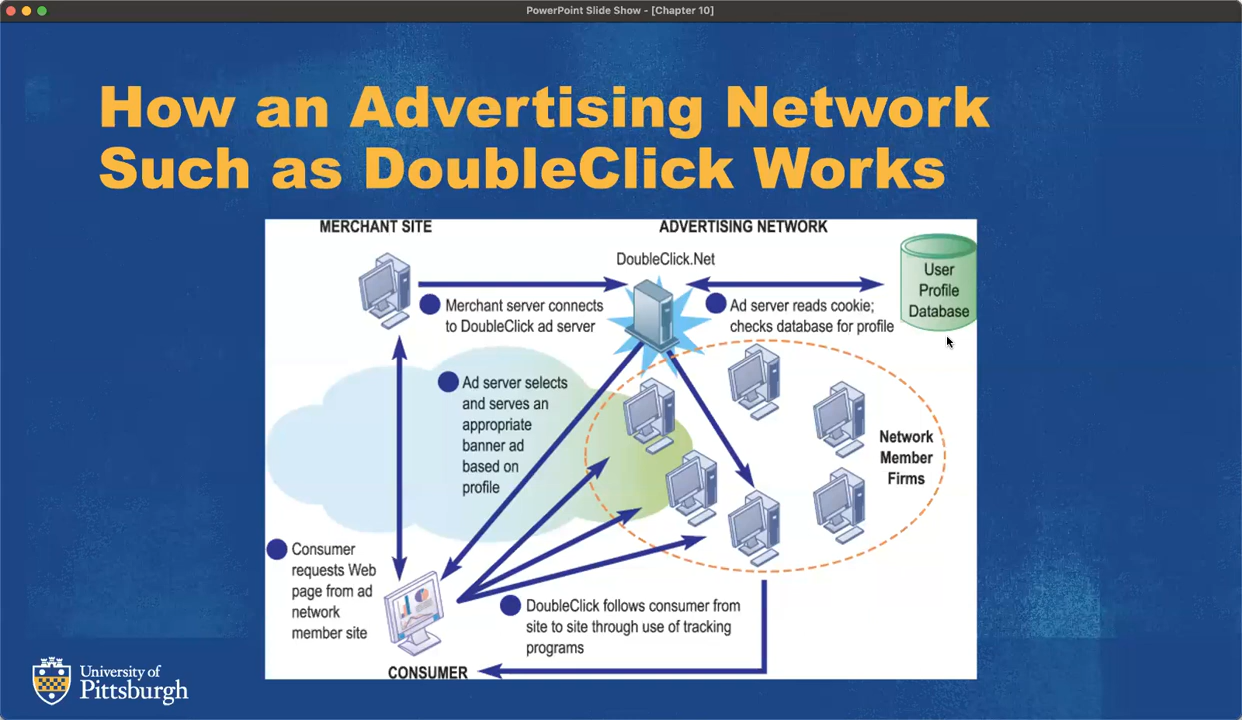 PowerPoint Slide Show - [Chapter 10]
How an Advertising Network
Such as DoubleClick Works
MERCHANT SITE
ADVERTISING NETWORK
DoubleClick.Net
User
Profile
Database
Merchant server connects
to DoubleClick ad server
Ad server reads cookie;
checks database for profile
Ad server selects
and serves an
appropriate
banner ad
based on
profile
Network
Member
Firms
Consumer
requests Web
page from ad
network
member site
DoubleClick follows consumer from
site to site through use of tracking
programs
CONSUMER
University of
Pittsburgh